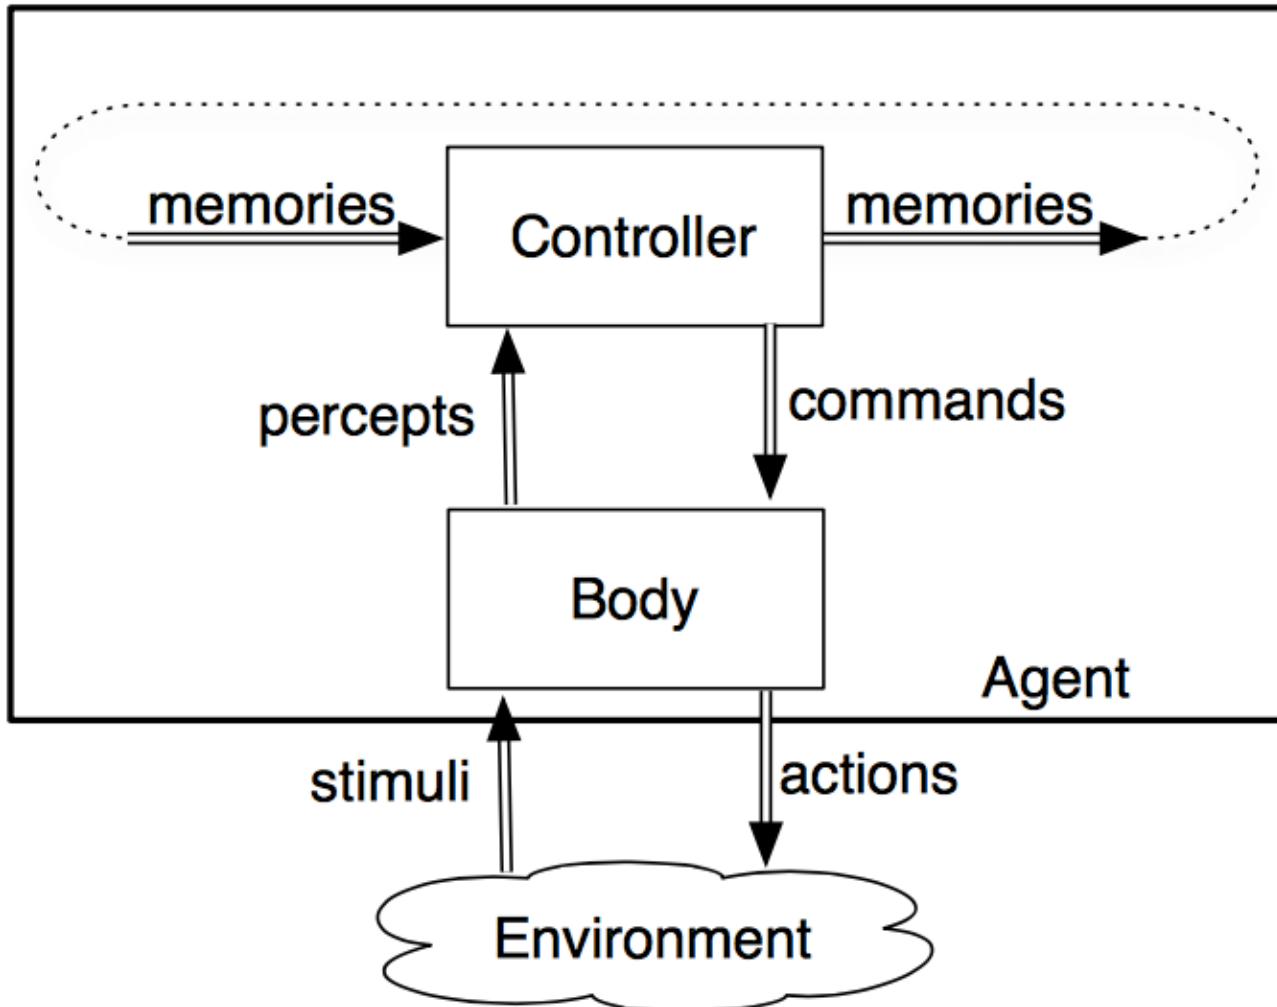 memories
Controller
memories
percepts
commands
Body
Agent
stimuli
actions
Environment